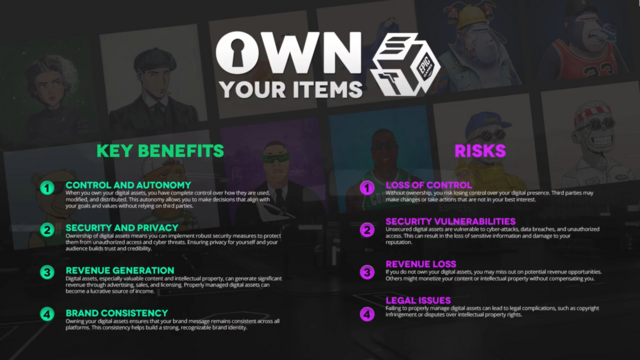 OWN
YOUR ITEMS
EPIC
KEY BENEFITS
1 CONTROL AND AUTONOMY
When you own your digital assets, you have complete control over how they are used,
modified, and distributed. This autonomy allows you to make decisions that align with
your goals and values without relying on third parties.
2 SECURITY AND PRIVACY
Ownership of digital assets means you can implement robust security measures to protect
them from unauthorized access and cyber threats. Ensuring privacy for yourself and your
audience builds trust and credibility.
3 REVENUE GENERATION
Digital assets, especially valuable content and intellectual property, can generate significant
revenue through advertising, sales, and licensing. Properly managed digital assets can
become a lucrative source of income.
4 BRAND CONSISTENCY
Owning your digital assets ensures that your brand message remains consistent across all
platforms. This consistency helps build a strong, recognizable brand identity.
RISKS
1 LOSS OF CONTROL
Without ownership, you risk losing control over your digital presence. Third parties may
make changes or take actions that are not in your best interest.
2 SECURITY VULNERABILITIES
Unsecured digital assets are vulnerable to cyber-attacks, data breaches, and unauthorized
access. This can result in the loss of sensitive information and damage to your
reputation.
3 REVENUE LOSS
If you do not own your digital assets, you may miss out on potential revenue opportunities.
Others might monetize your content or intellectual property without compensating you.
4 LEGAL ISSUES
Failing to properly manage digital assets can lead to legal complications, such as copyright
infringement or disputes over intellectual property rights.
23